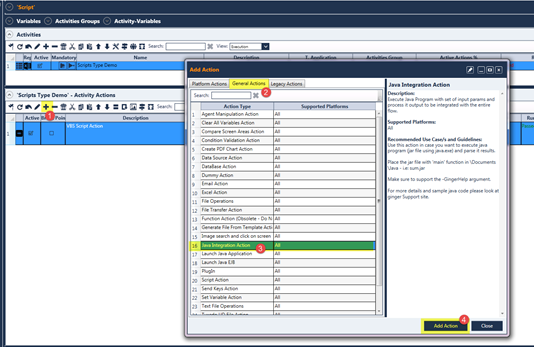 'Script'
Variables Activities Groups Activity-Variables
Activities
Search: View: Execution
Active Mandatory Name Description T. Application Activities Group
Scripts Type Demo
'Scripts Type Demo' - Activity Actions
Search:
1
Active Description
VBS Script Action
Add Action
Platform Actions General Actions Legacy Actions
2
Search:
Action Type Supported Platforms
1 Agent Manipulation Action All
2 Clear All Variables Action All
3 Compare Screen Areas Action All
4 Condition Validation Action All
5 Create PDF Chart Action All
6 Data Source Action All
7 DataBase Action All
8 Dummy Action All
9 Email Action All
10 Excel Action All
11 File Operations All
12 File Transfer Action All
13 Function Action (Obsolete - Do N All
14 Generate File From Template Acti All
15 Image search and click on screen All
16 Java Integration Action All
3
17 Launch Java Application All
18 Launch Java EJB All
19 PlugIn All
20 Script Action All
21 Send Keys Action All
22 Set Variable Action All
23 Text File Operations All
Java Integration Action
Description:
Execute Java Program with set of input params and
process it output to be integrated with the entire
flow.
Supported Platforms:
All
Recommended Use Case/s and Guidelines:
Use this action in case you want to execute java
program (jar file using java.exe) and parse it results.
Place the jar file with 'main' function in \Documents
\Java - i.e: sum.jar
Make sure to support the -GingerHelp argument.
For more details and sample java code please look at
ginger Support site.
4
Add Action Close